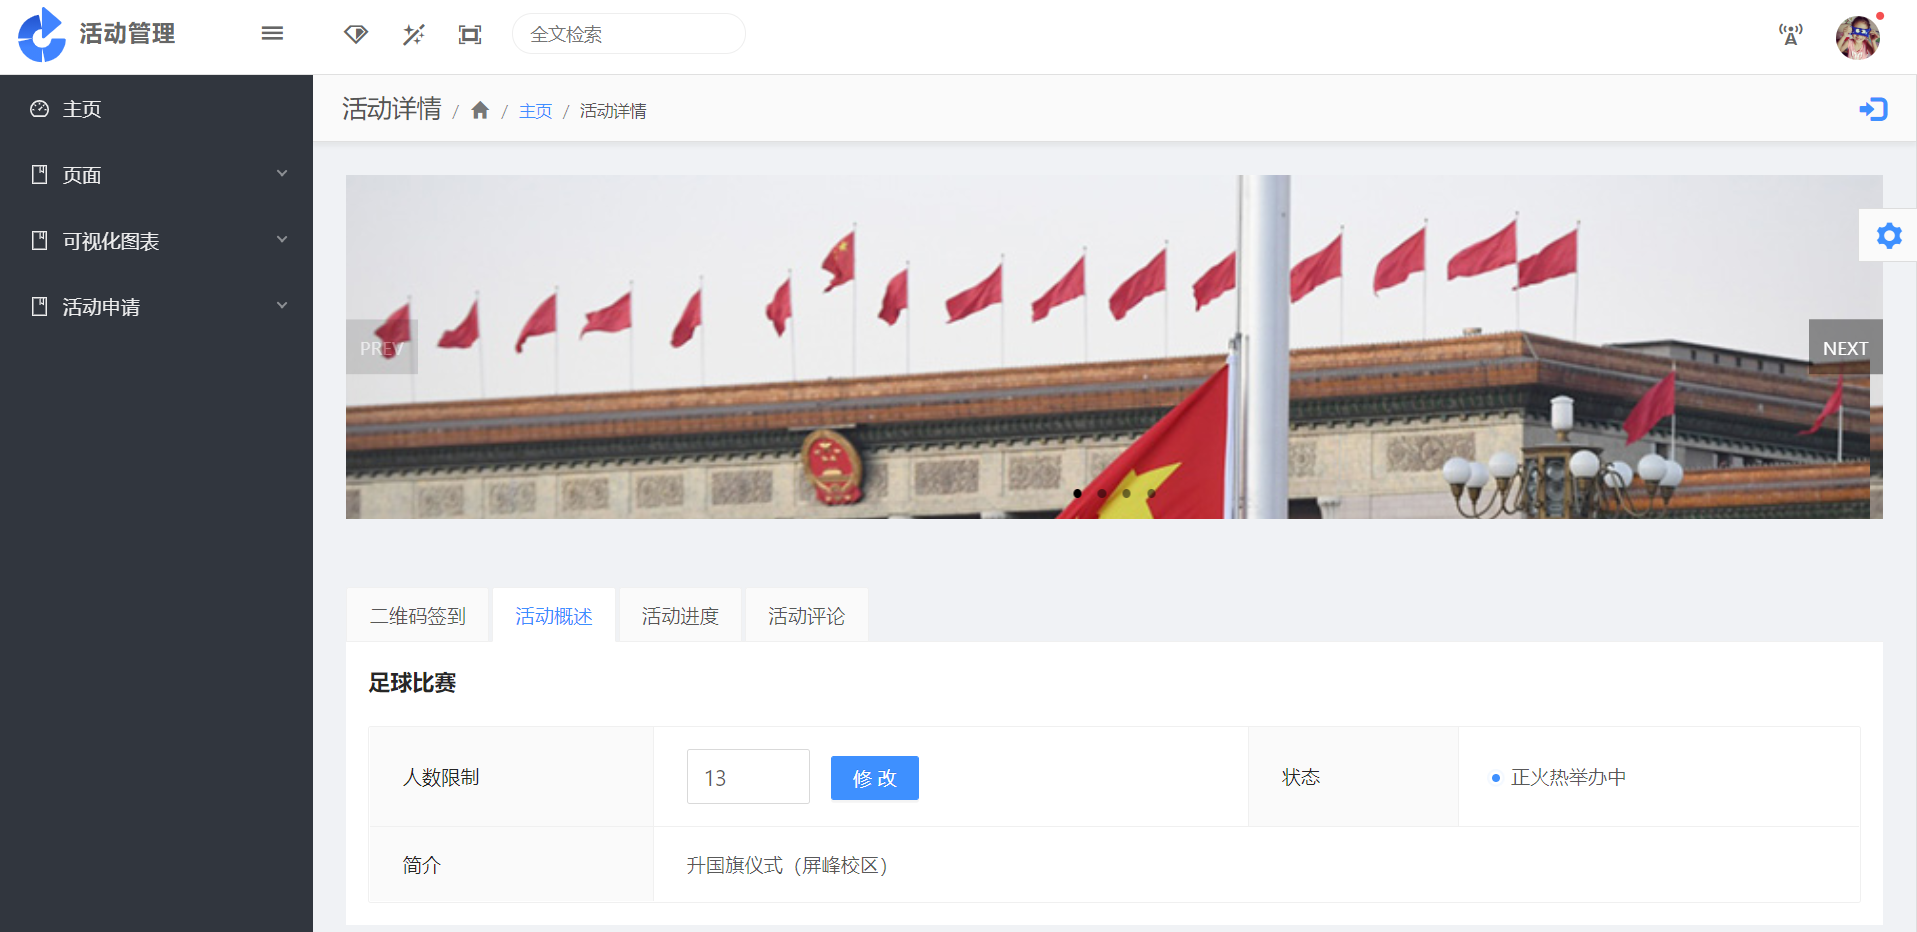 活动管理
全文检索
主页
页面
可视化图表
活动申请
活动详情 / / 主页 / 活动详情
PREV
NEXT
二维码签到 活动概述 活动进度 活动评论
足球比赛
人数限制 13 修 改 状态 正火热举办中
简介 升国旗仪式（屏峰校区）